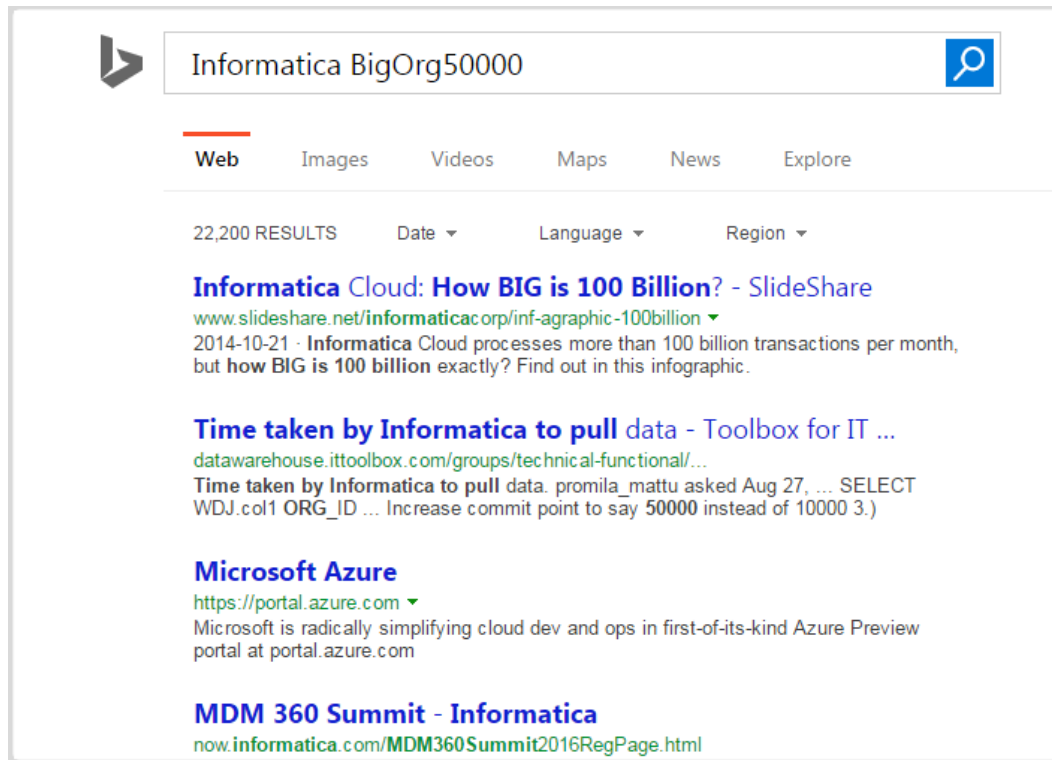 Informatica BigOrg50000
Web Images Videos Maps News Explore
22,200 RESULTS Date Language Region
Informatica Cloud: How BIG is 100 Billion? - SlideShare
www.slideshare.net/informaticacorp/inf-agraphic-100billion
2014-10-21 · Informatica Cloud processes more than 100 billion transactions per month,
but how BIG is 100 billion exactly? Find out in this infographic.
Time taken by Informatica to pull data - Toolbox for IT ...
datawarehouse.ittoolbox.com/groups/technical-functional/...
Time taken by Informatica to pull data. promila_mattu asked Aug 27, ... SELECT
WDJ.col1 ORG_ID ... Increase commit point to say 50000 instead of 10000 3.)
Microsoft Azure
https://portal.azure.com
Microsoft is radically simplifying cloud dev and ops in first-of-its-kind Azure Preview
portal at portal.azure.com
MDM 360 Summit - Informatica
now.informatica.com/MDM360Summit2016RegPage.html